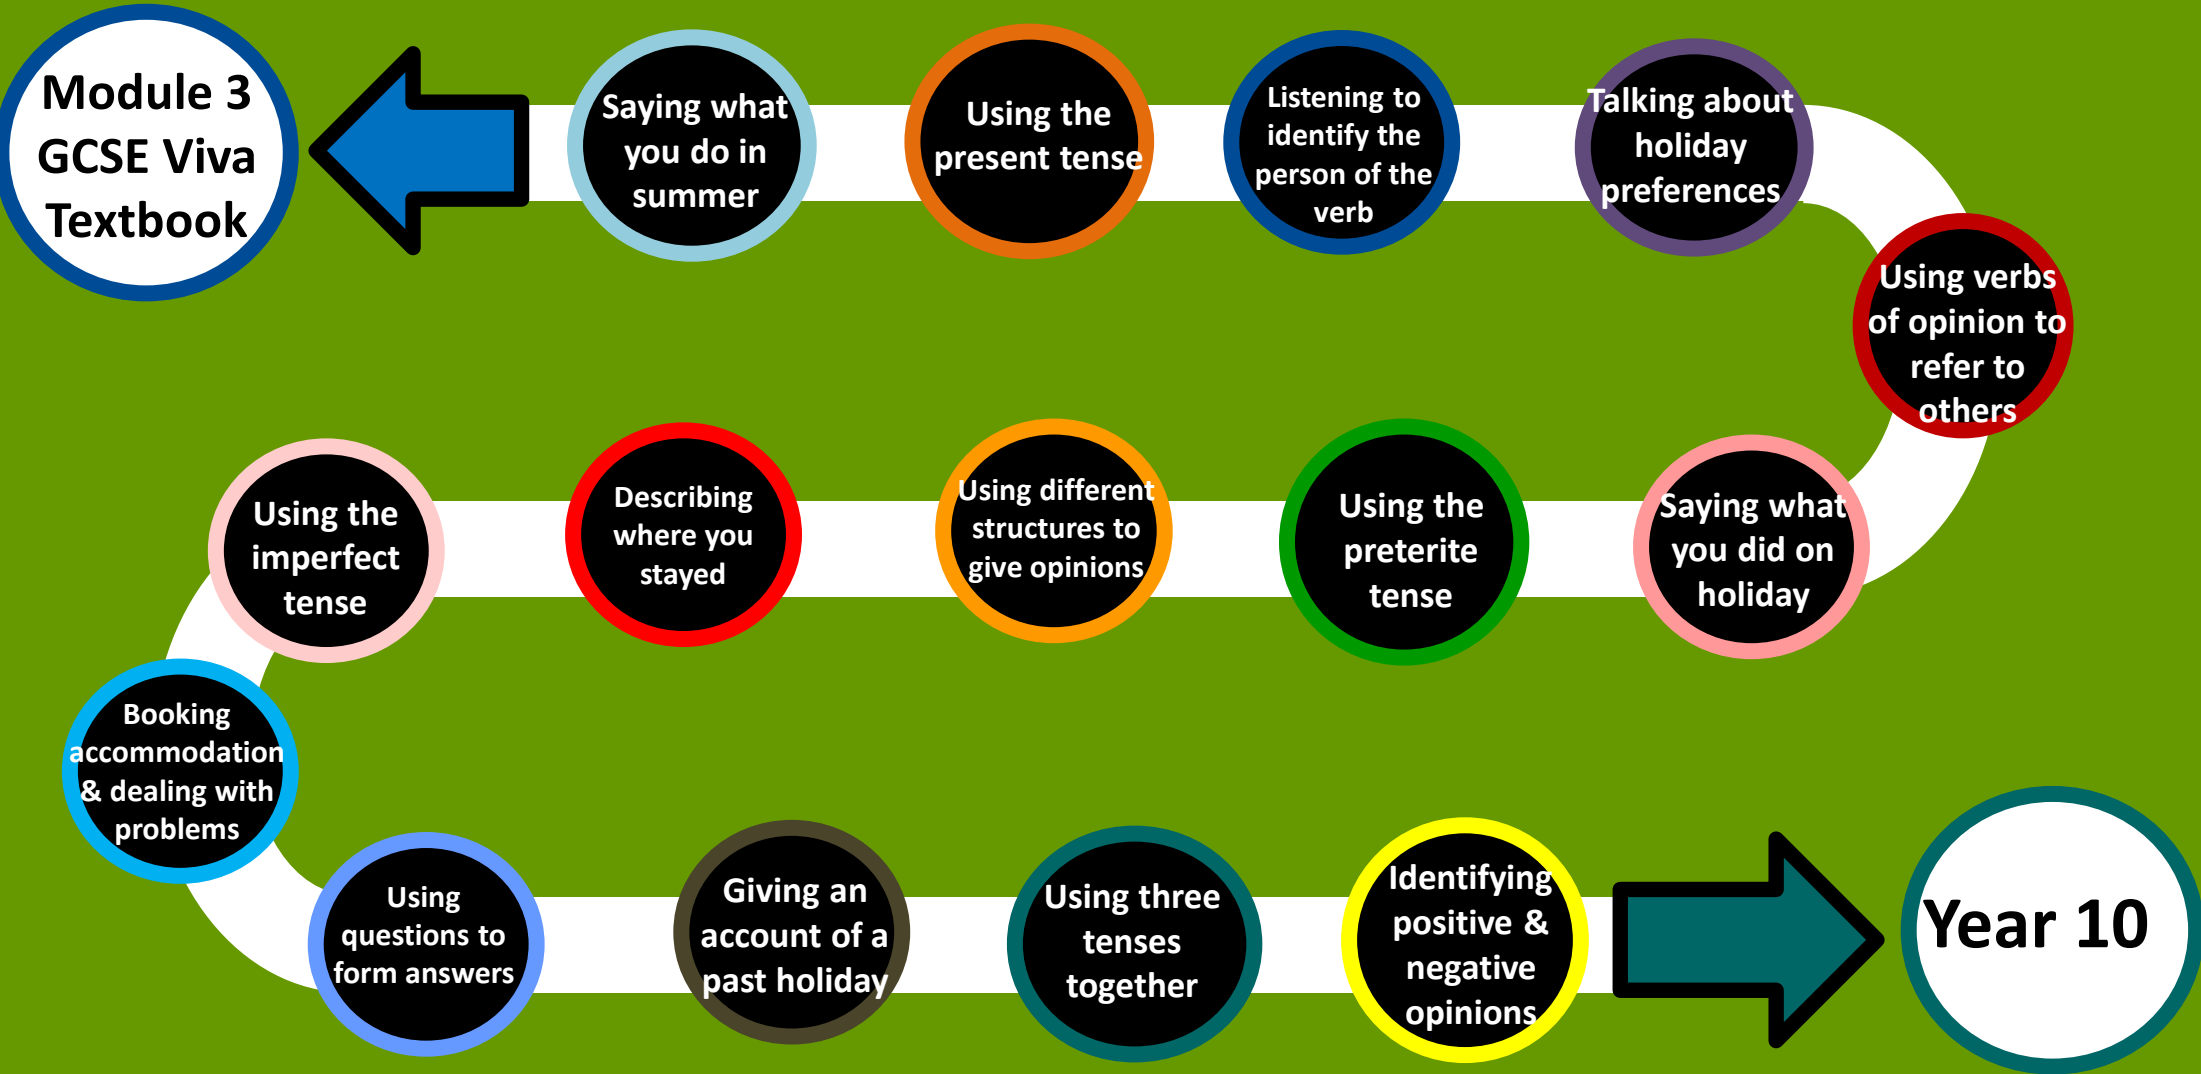 Module 3
GCSE Viva
Textbook
Saying what
you do in
summer
Using the
present tense
Listening to
identify the
person of the
verb
Talking about
holiday
preferences
Using verbs
of opinion to
refer to
others
Saying what
you did on
holiday
Using the
preterite
tense
Using different
structures to
give opinions
Describing
where you
stayed
Using the
imperfect
tense
Booking
accommodation
& dealing with
problems
Using
questions to
form answers
Giving an
account of a
past holiday
Using three
tenses
together
Identifying
positive &
negative
opinions
Year 10